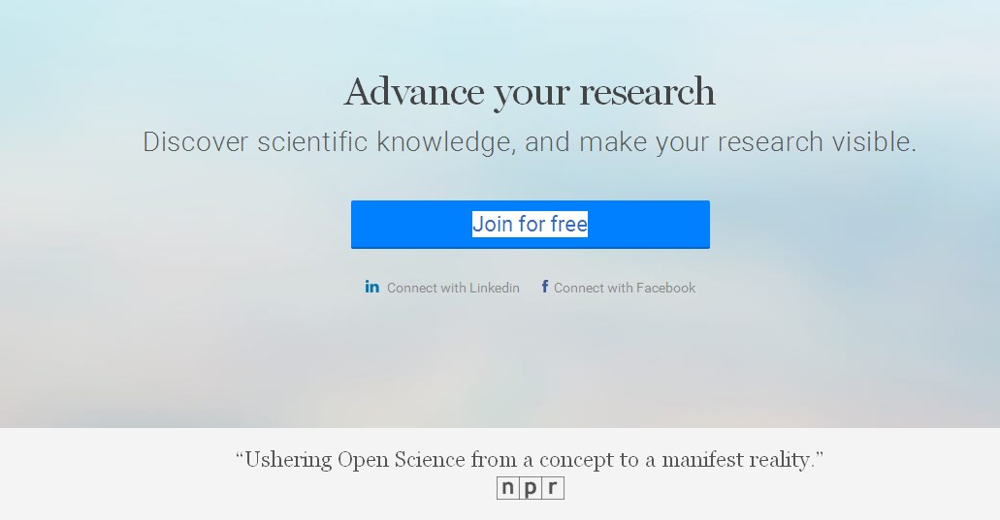 Advance your research
Discover scientific knowledge, and make your research visible.
Join for free
in Connect with Linkedin f Connect with Facebook
“Ushering Open Science from a concept to a manifest reality.”
npr